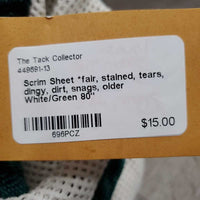 The Tack Collector
449691-13
Scrim Sheet *fair, stained, tears,
dingy, dirt, snags, older
White/Green 80"
$15.00
696PCZ